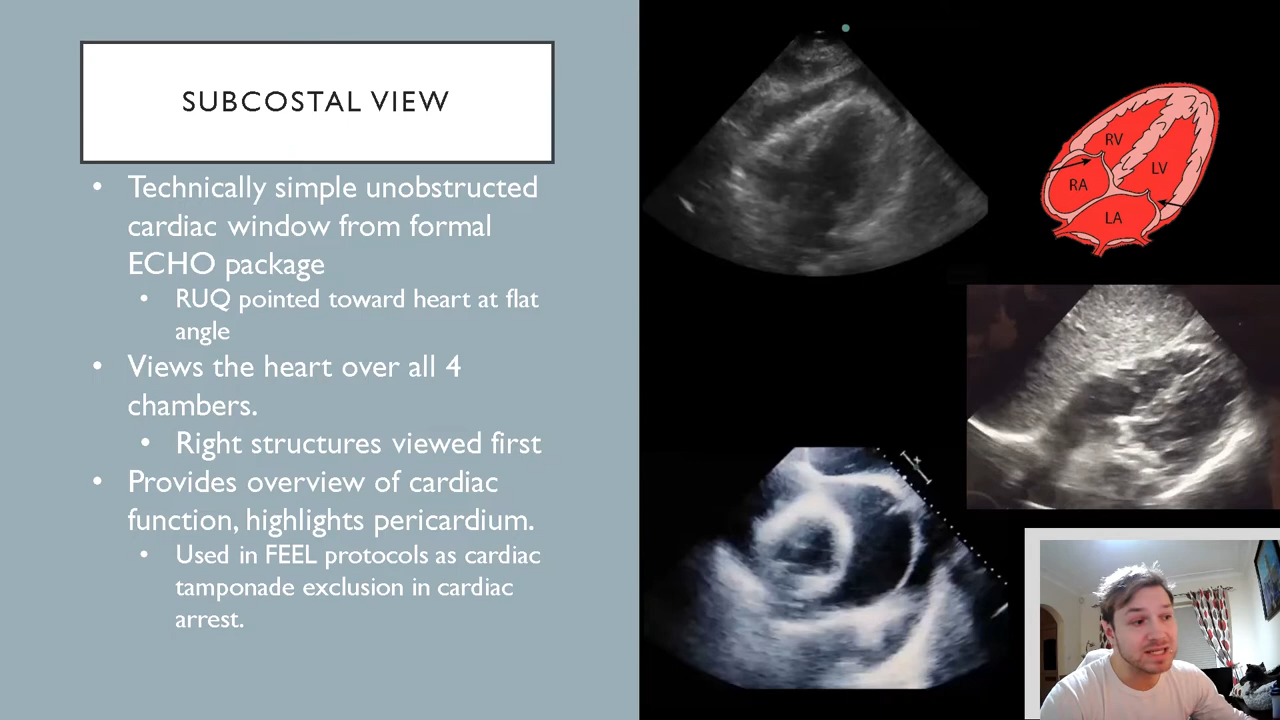 SUBCOSTAL VIEW
• Technically simple unobstructed
cardiac window from formal
ECHO package
• RUQ pointed toward heart at flat
angle
• Views the heart over all 4
chambers.
• Right structures viewed first
• Provides overview of cardiac
function, highlights pericardium.
• Used in FEEL protocols as cardiac
tamponade exclusion in cardiac
arrest.
RV
LV
RA
LA